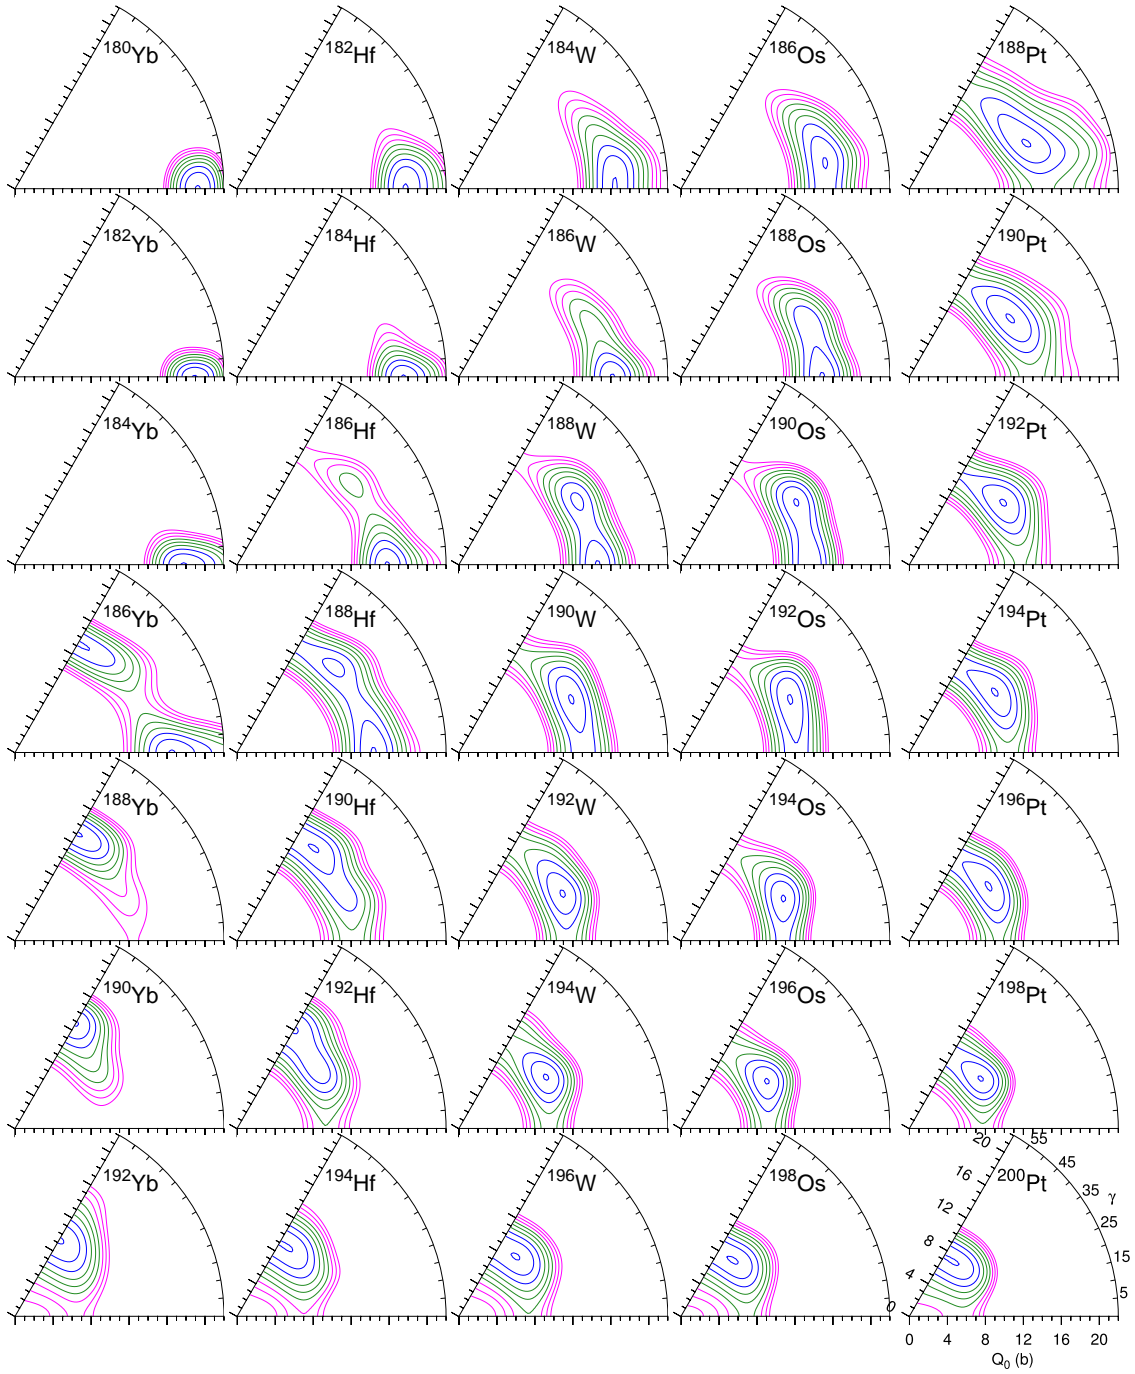 180Yb 182Hf 184W 186Os 188Pt
182Yb 184Hf 186W 188Os 190Pt
184Yb 186Hf 188W 190Os 192Pt
186Yb 188Hf 190W 192Os 194Pt
188Yb 190Hf 192W 194Os 196Pt
190Yb 192Hf 194W 196Os 198Pt
192Yb 194Hf 196W 198Os 200Pt
20 55
16 45
12 35 γ
8 25
4 15
0 5
0 4 8 12 16 20
Q0 (b)